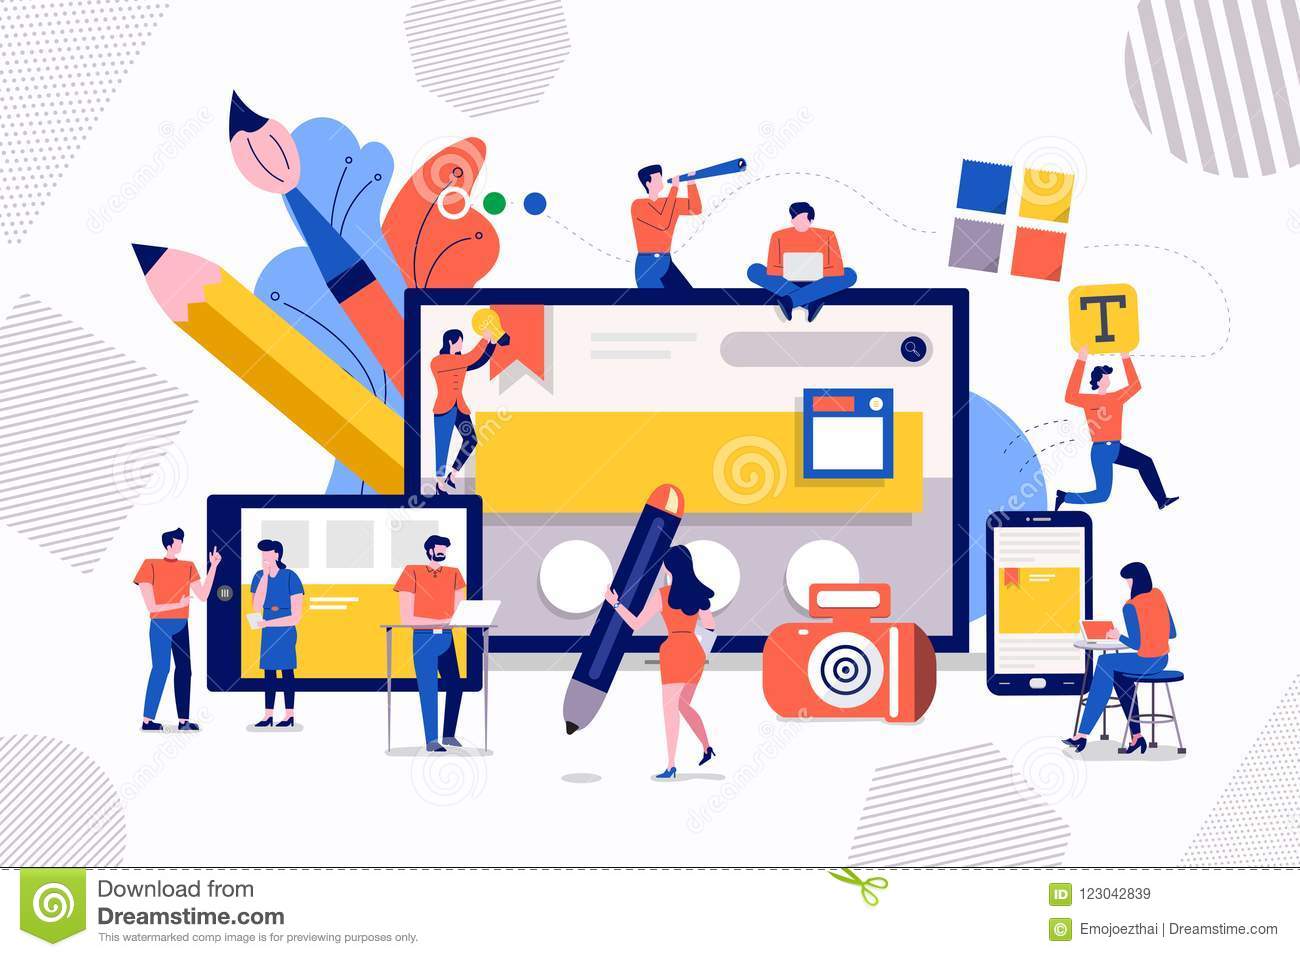 T
Download from
Dreamstime.com
This watermarked comp image is for previewing purposes only.
ID 123042839
© Emojoezthai | Dreamstime.com